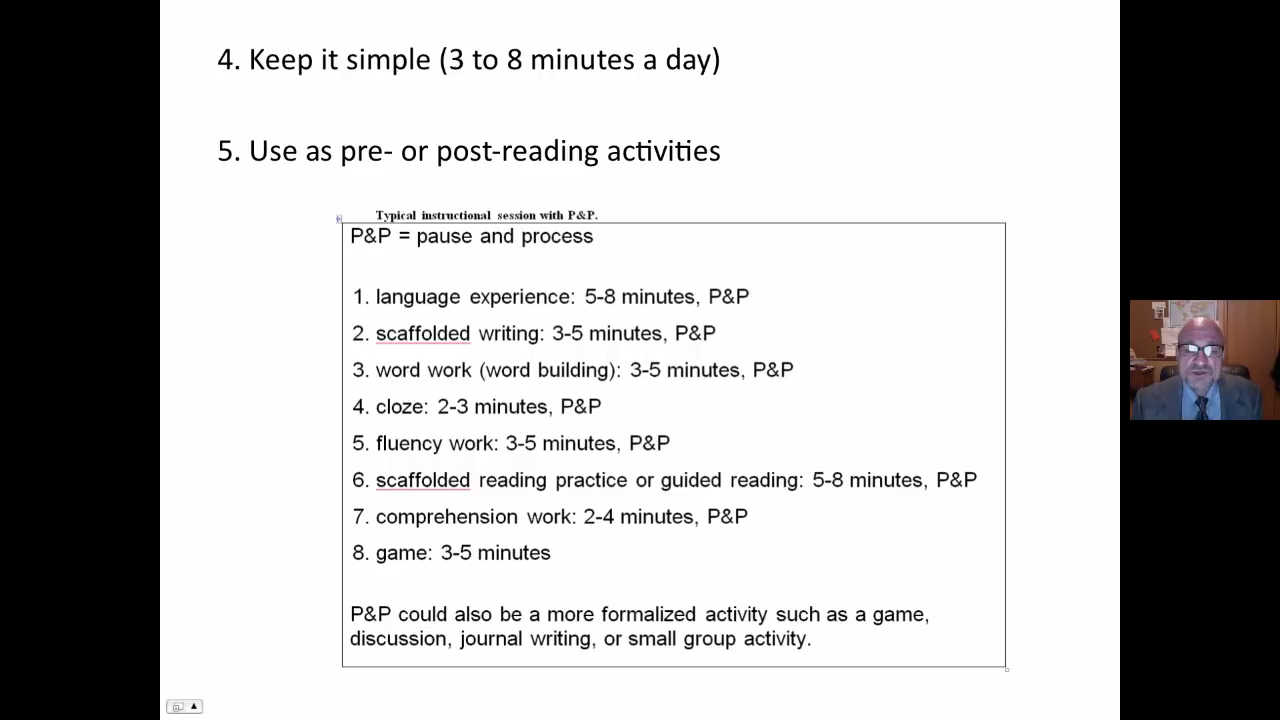 4. Keep it simple (3 to 8 minutes a day)
5. Use as pre- or post-reading activities
Typical instructional session with P&P.
P&P = pause and process
1. language experience: 5-8 minutes, P&P
2. scaffolded writing: 3-5 minutes, P&P
3. word work (word building): 3-5 minutes, P&P
4. cloze: 2-3 minutes, P&P
5. fluency work: 3-5 minutes, P&P
6. scaffolded reading practice or guided reading: 5-8 minutes, P&P
7. comprehension work: 2-4 minutes, P&P
8. game: 3-5 minutes
P&P could also be a more formalized activity such as a game,
discussion, journal writing, or small group activity.